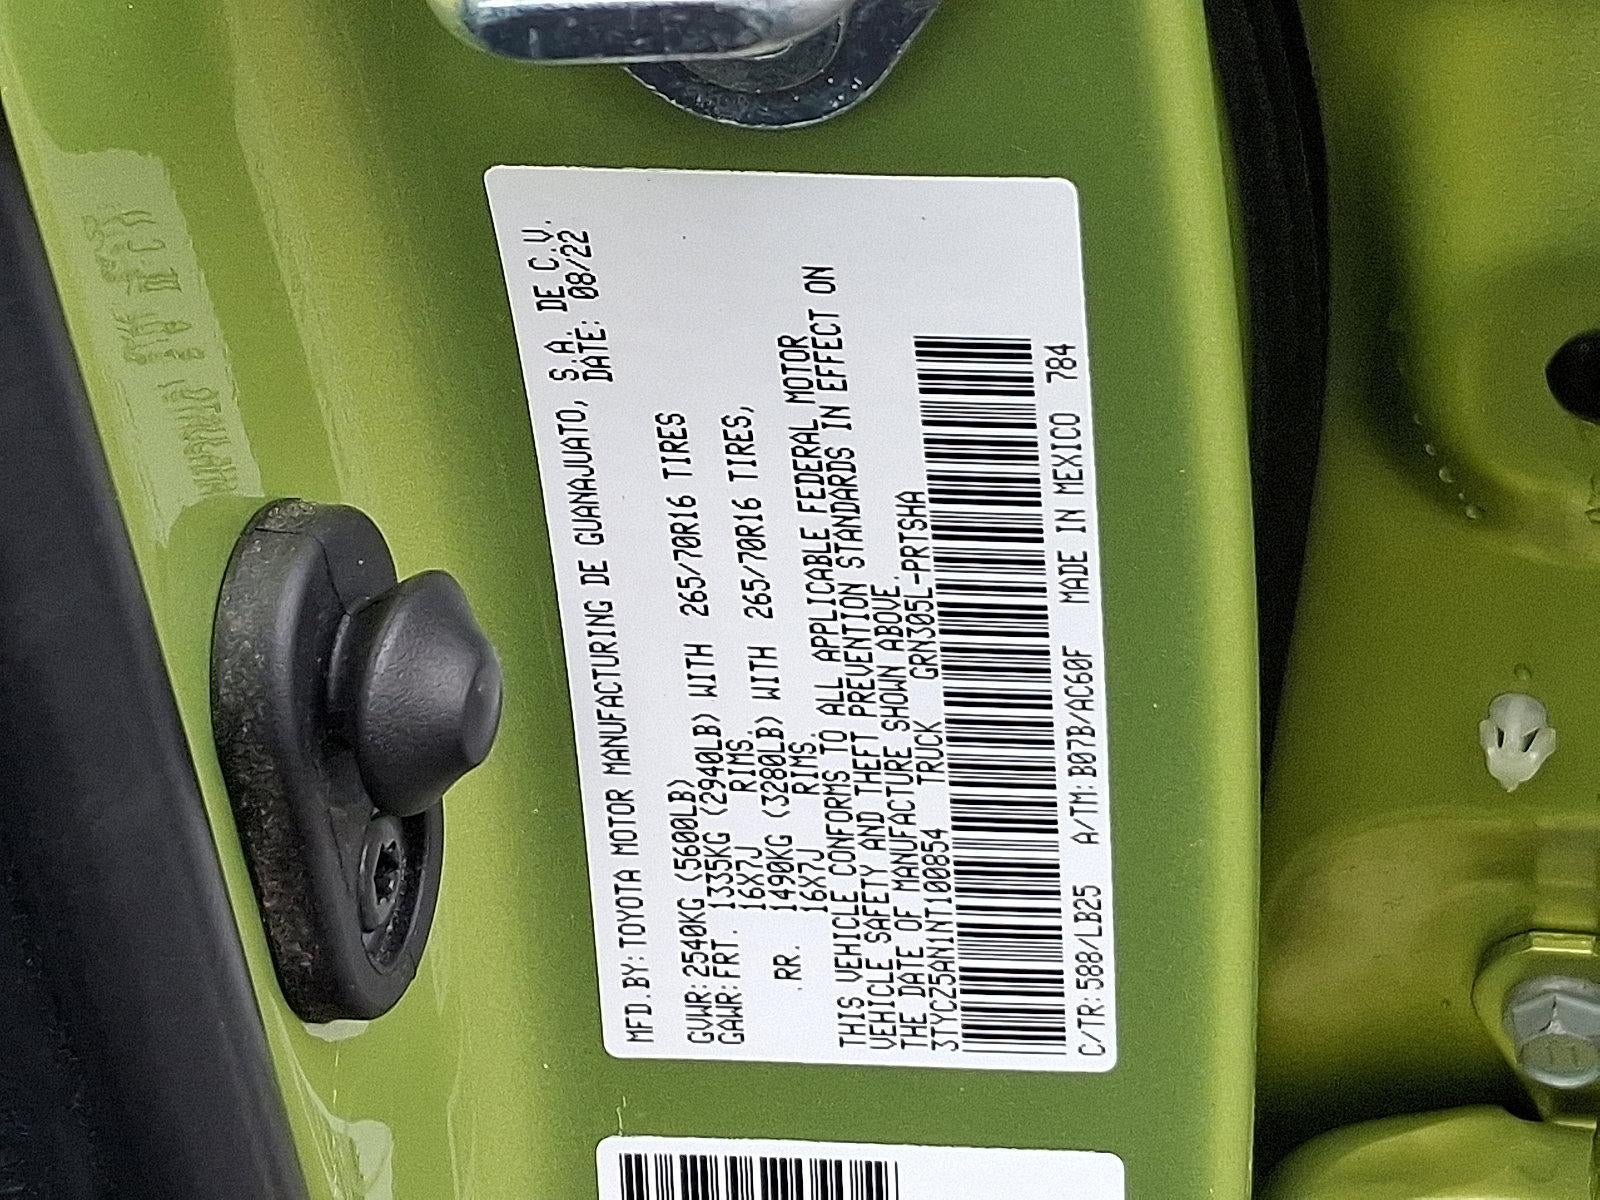 MFD.BY: TOYOTA MOTOR MANUFACTURING DE GUANAJUATO, S.A. DE C.V.
DATE: 08/22
GVWR: 2540KG (5600LB)
GAWR: FRT. 1335KG (2940LB) WITH 265/70R16 TIRES
16X7J RIMS.
.RR. 1490KG (3280LB) WITH 265/70R16 TIRES,
16X7J RIMS.
THIS VEHICLE CONFORMS TO ALL APPLICABLE FEDERAL MOTOR
VEHICLE SAFETY AND THEFT PREVENTION STANDARDS IN EFFECT ON
THE DATE OF MANUFACTURE SHOWN ABOVE.
3TYCZ5AN1NT100854 TRUCK GRN305L-PRTSHA
C/TR: 588/LB25 A/TM: B07B/AC60F MADE IN MEXICO 784